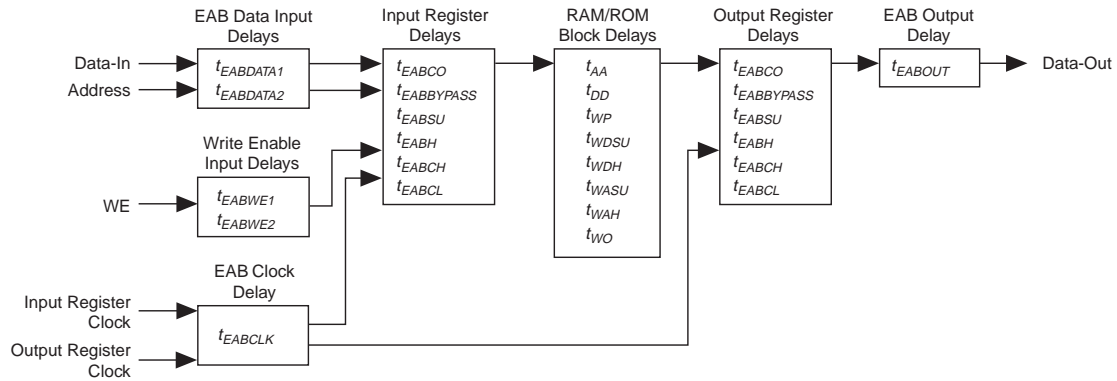 EAB Data Input
Delays
Input Register
Delays
RAM/ROM
Block Delays
Output Register
Delays
EAB Output
Delay
Data-In
Address
tEABDATA1
tEABDATA2
tEABCO
tEABBYPASS
tEABSU
tEABH
tEABCH
tEABCL
tAA
tDD
tWP
tWDSU
tWDH
tWASU
tWAH
tWO
tEABCO
tEABBYPASS
tEABSU
tEABH
tEABCH
tEABCL
tEABOUT
Data-Out
Write Enable
Input Delays
WE
tEABWE1
tEABWE2
EAB Clock
Delay
Input Register
Clock
tEABCLK
Output Register
Clock